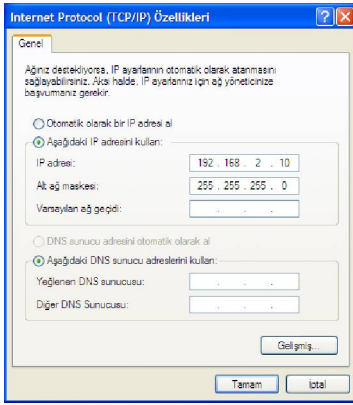 Internet Protocol (TCP/IP) Özellikleri
Genel
Ağınız destekliyorsa, IP ayarlarının otomatik olarak atanmasını
sağlayabilirsiniz. Aksi halde, IP ayarlarınız için ağ yöneticinize
başvurmanız gerekir.
Otomatik olarak bir IP adresi al
Aşağıdaki IP adresini kullan:
IP adresi: 192 . 168 . 2 . 10
Alt ağ maskesi: 255 . 255 . 255 . 0
Varsayılan ağ geçidi: . . .
DNS sunucu adresini otomatik olarak al
Aşağıdaki DNS sunucu adreslerini kullan:
Yeğlenen DNS sunucusu: . . .
Diğer DNS Sunucusu: . . .
Gelişmiş...
Tamam İptal